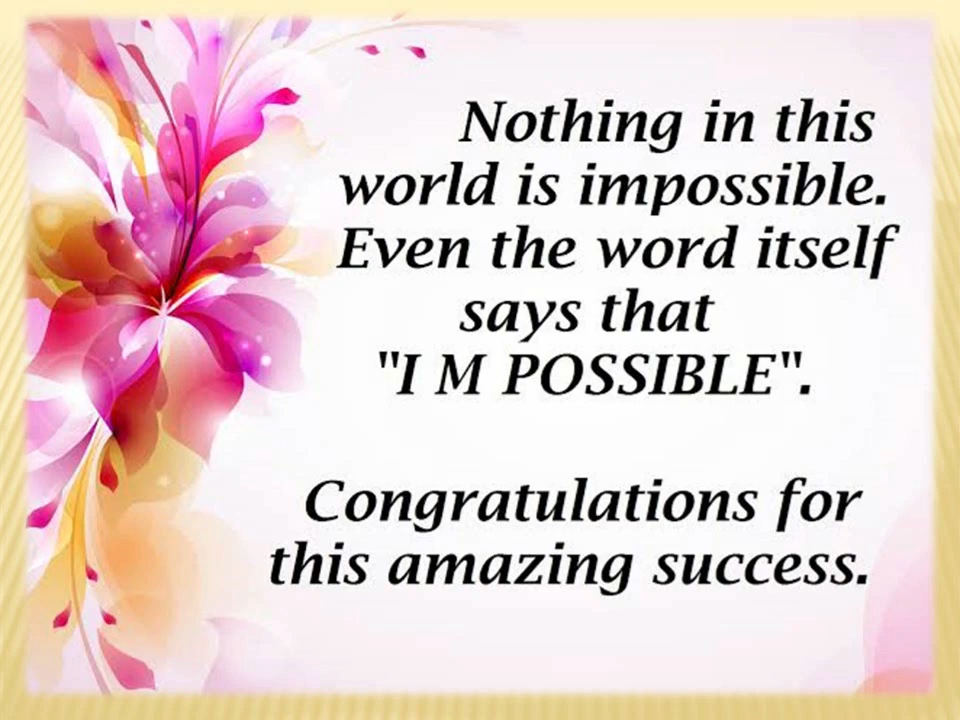 Nothing in this
world is impossible.
Even the word itself
says that
"I M POSSIBLE".
Congratulations for
this amazing success.